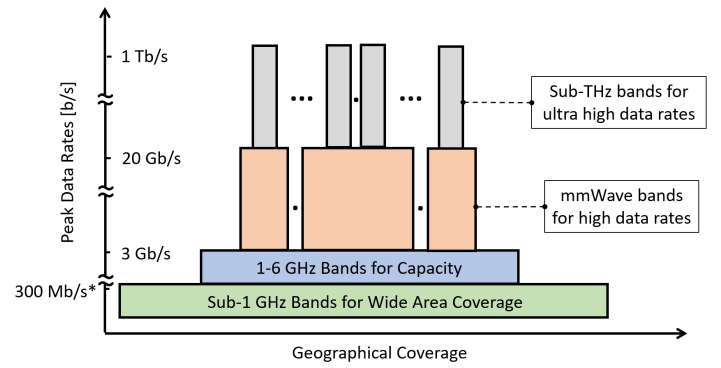 Peak Data Rates [b/s]
1 Tb/s
20 Gb/s
3 Gb/s
300 Mb/s*
Sub-THz bands for
ultra high data rates
mmWave bands
for high data rates
1-6 GHz Bands for Capacity
Sub-1 GHz Bands for Wide Area Coverage
Geographical Coverage